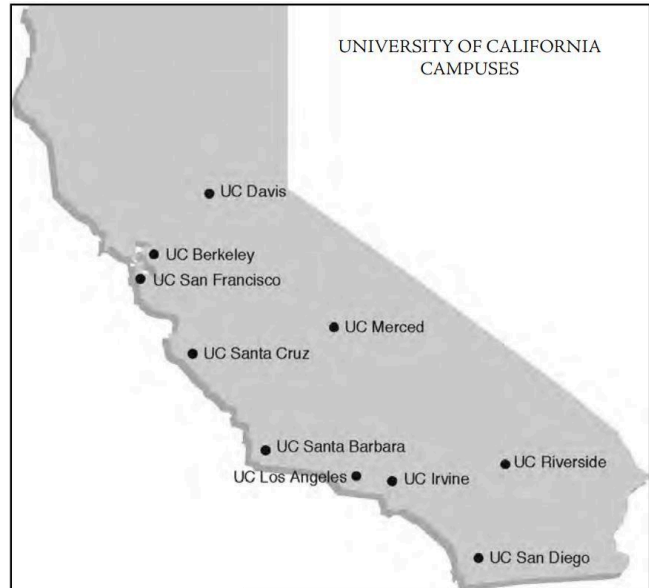 UNIVERSITY OF CALIFORNIA
CAMPUSES
UC Davis
UC Berkeley
UC San Francisco
UC Merced
UC Santa Cruz
UC Santa Barbara
UC Riverside
UC Los Angeles
UC Irvine
UC San Diego